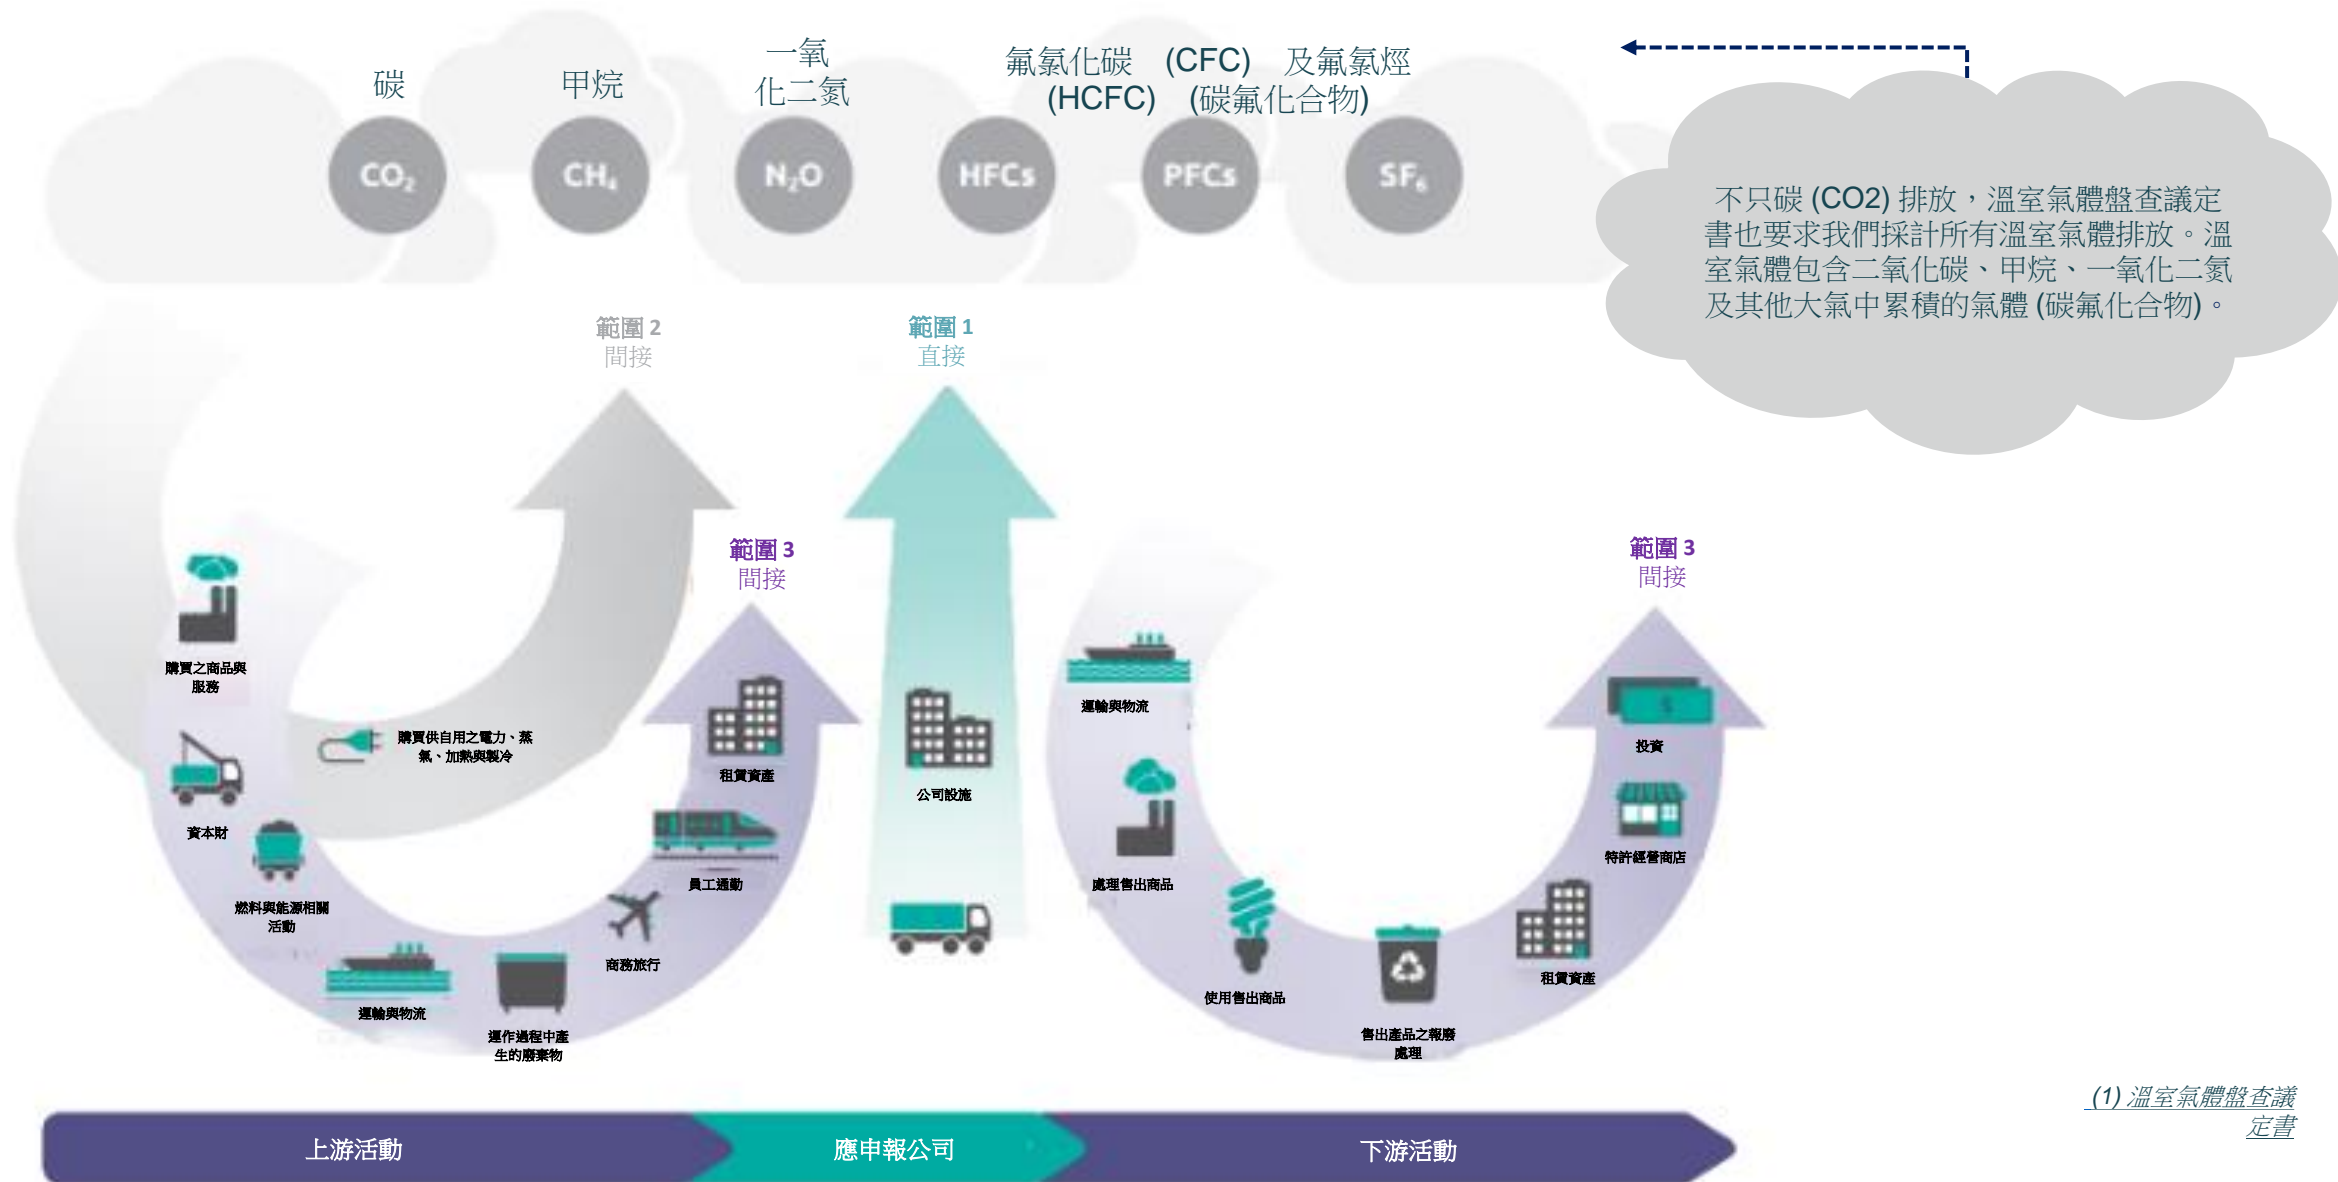 碳
甲烷
一氧
化二氮
氟氯化碳 (CFC) 及氟氯烴
(HCFC) (碳氟化合物)
CO₂
CH₄
N₂O
HFCs
PFCs
SF₆
不只碳 (CO2) 排放，溫室氣體盤查議定
書也要求我們採計所有溫室氣體排放。溫
室氣體包含二氧化碳、甲烷、一氧化二氮
及其他大氣中累積的氣體 (碳氟化合物)。
範圍 2
間接
範圍 1
直接
範圍 3
間接
範圍 3
間接
購買之商品與
服務
購買供自用之電力、蒸
氣、加熱與製冷
資本財
燃料與能源相關
活動
運輸與物流
運作過程中產
生的廢棄物
商務旅行
員工通勤
租賃資產
公司設施
運輸與物流
處理售出商品
使用售出商品
售出產品之報廢
處理
租賃資產
特許經營商店
$
投資
(1) 溫室氣體盤查議
定書
上游活動
應申報公司
下游活動